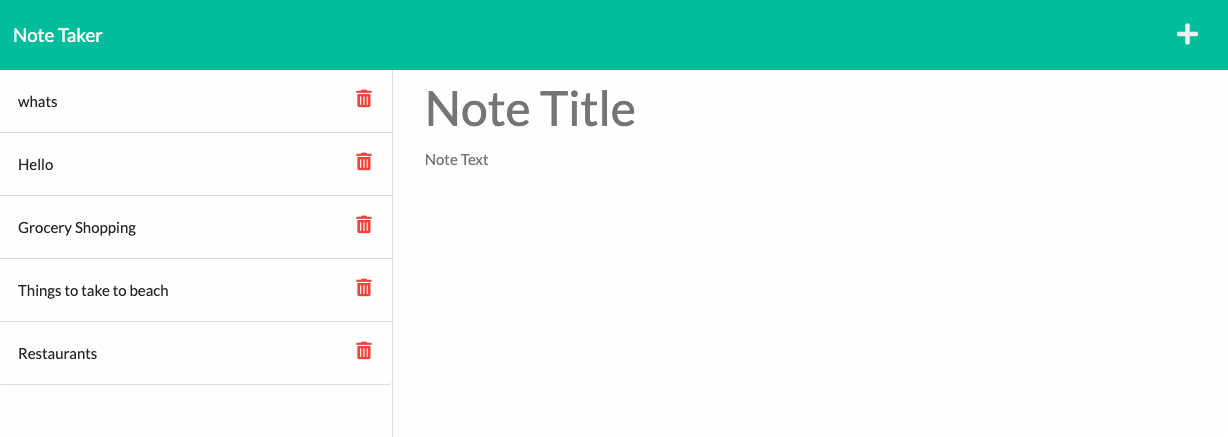 Note Taker
whats
Hello
Grocery Shopping
Things to take to beach
Restaurants
Note Title
Note Text